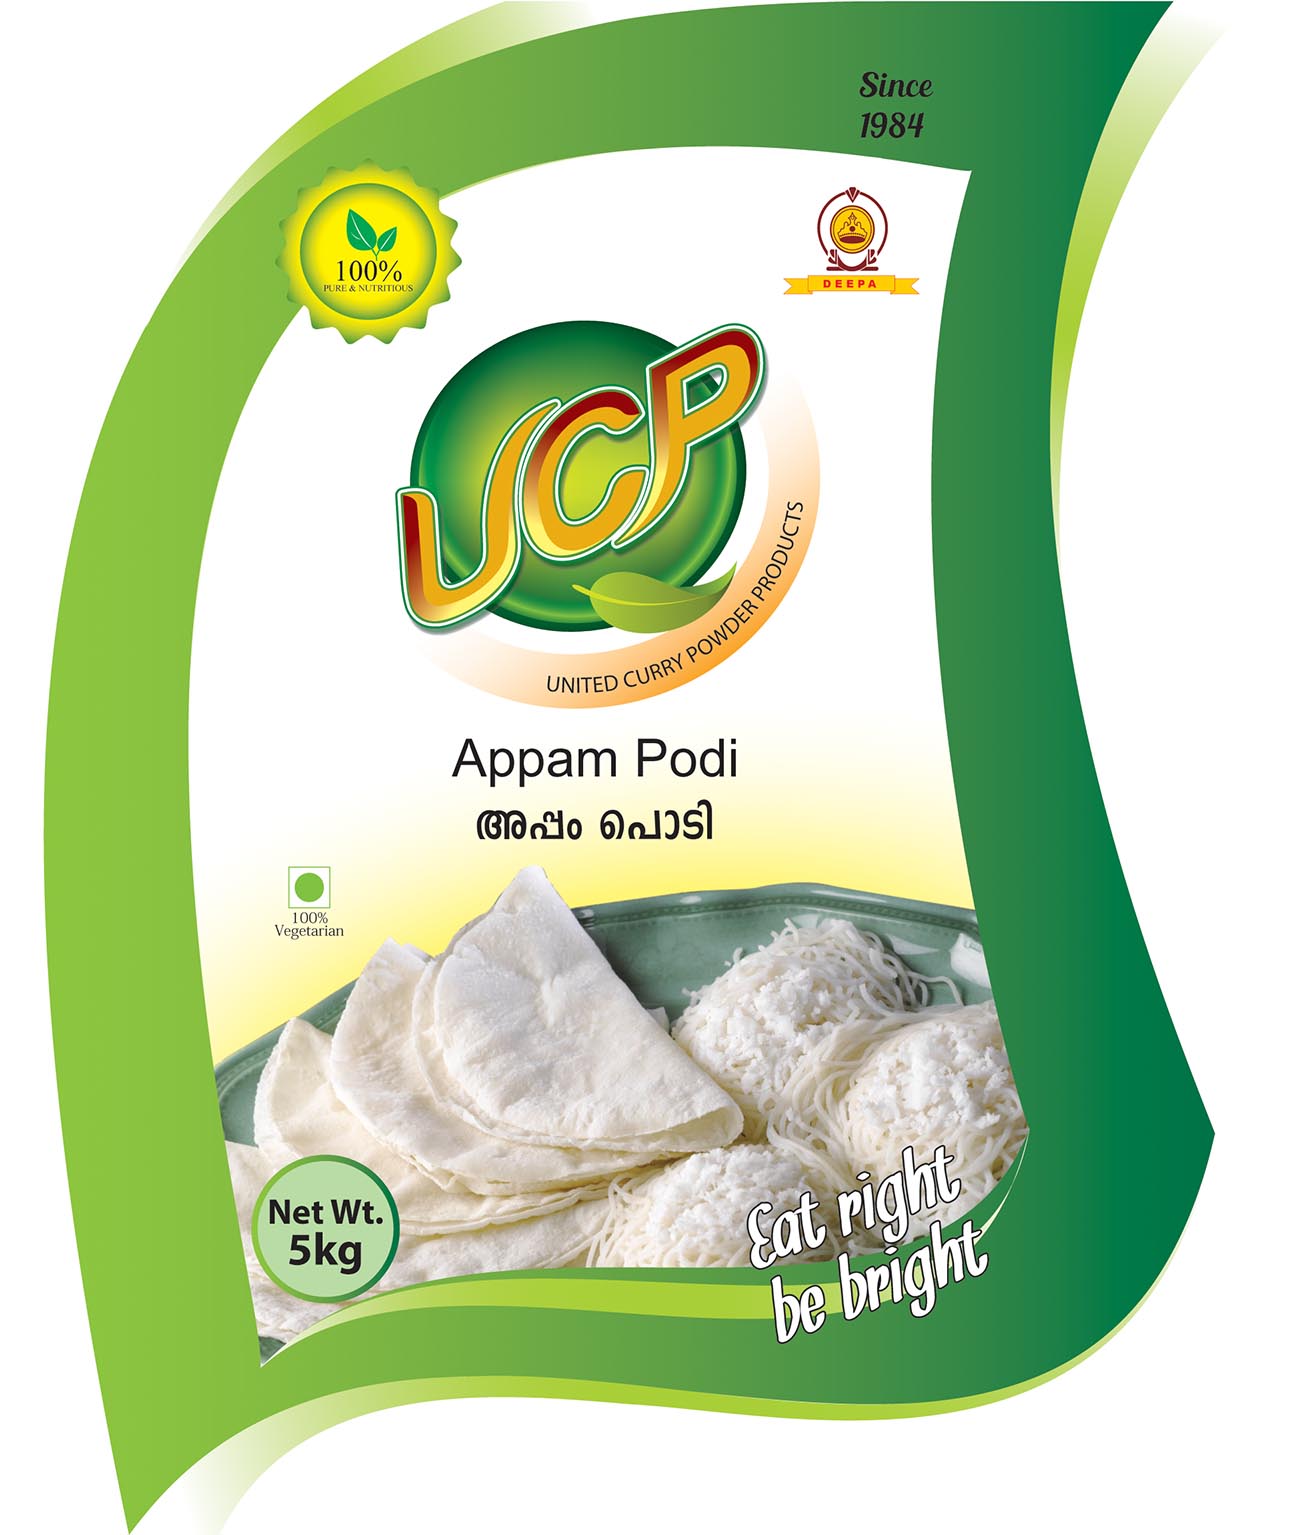 Since
1984
100%
PURE & NUTRITIOUS
DEEPA
UCP
UNITED CURRY POWDER PRODUCTS
Appam Podi
അപ്പം പൊടി
100%
Vegetarian
Net Wt.
5kg
Eat right
be bright